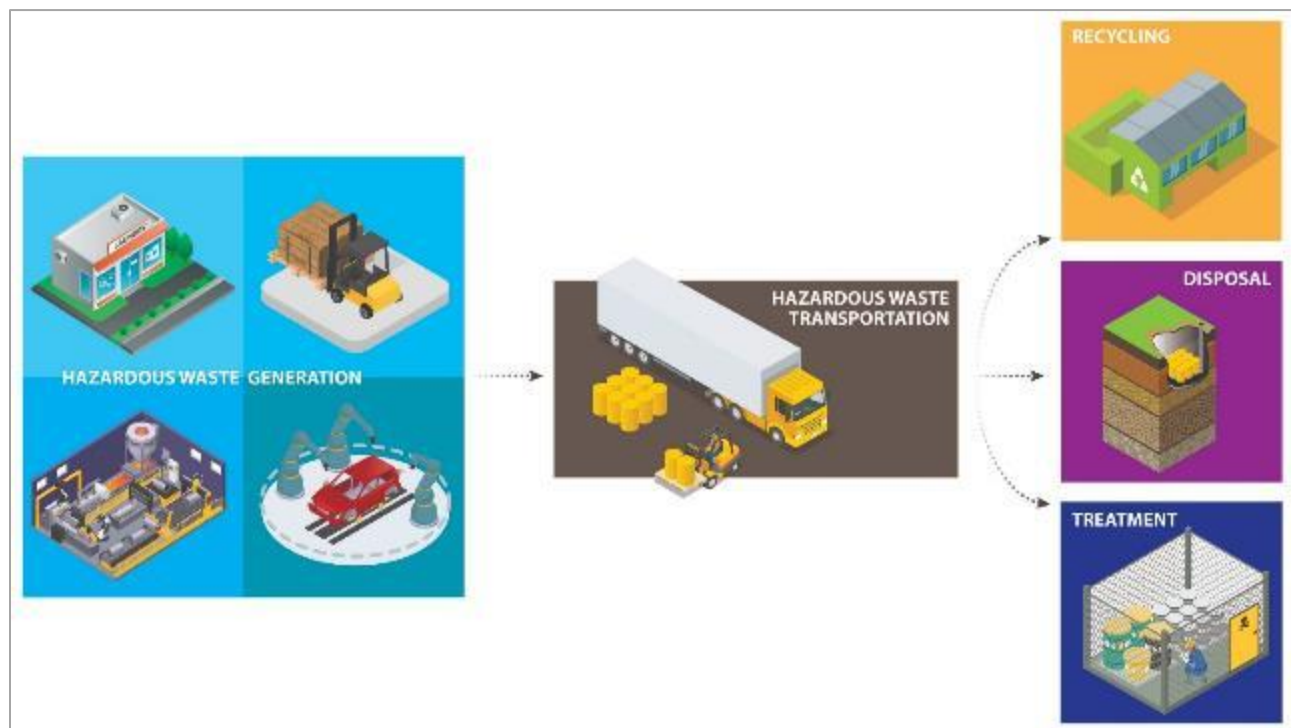 HAZARDOUS WASTE GENERATION
HAZARDOUS WASTE
TRANSPORTATION
RECYCLING
DISPOSAL
TREATMENT